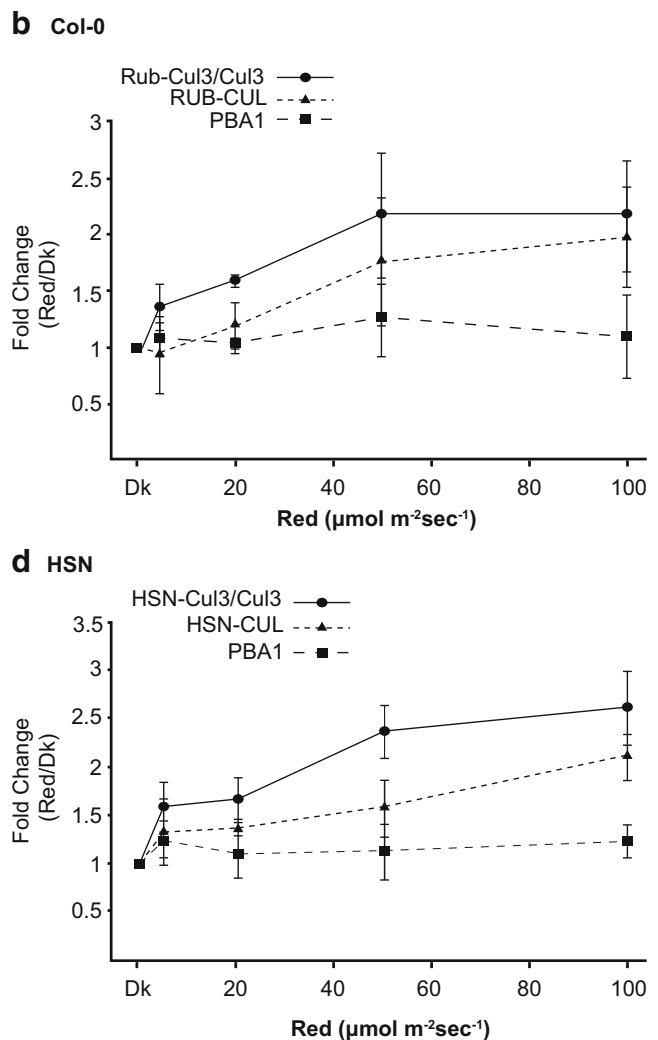 b Col-0
Rub-Cul3/Cul3
RUB-CUL
PBA1
3
2.5
2
1.5
1
0.5
Fold Change
(Red/Dk)
Dk 20 40 60 80 100
Red (µmol m⁻²sec⁻¹)
d HSN
HSN-Cul3/Cul3
HSN-CUL
PBA1
3.5
3
2.5
2
1.5
1
0.5
Fold Change
(Red/Dk)
Dk 20 40 60 80 100
Red (µmol m⁻²sec⁻¹)